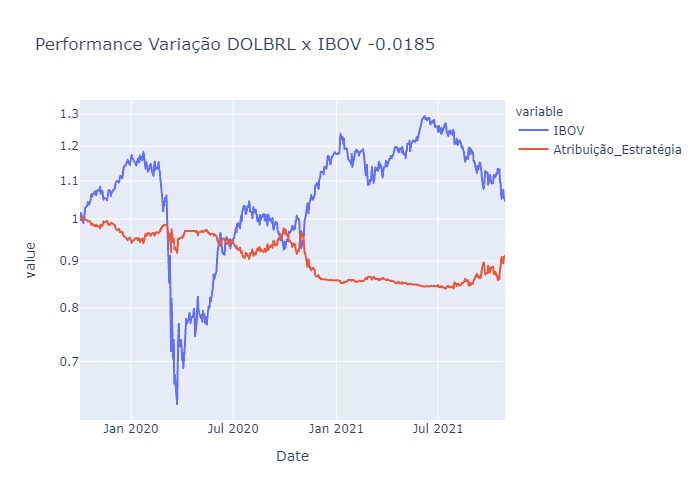 Performance Variação DOLBRL x IBOV -0.0185
variable
IBOV
Atribuição_Estratégia
value
1.3
1.2
1.1
1
0.9
0.8
0.7
Jan 2020
Jul 2020
Jan 2021
Jul 2021
Date